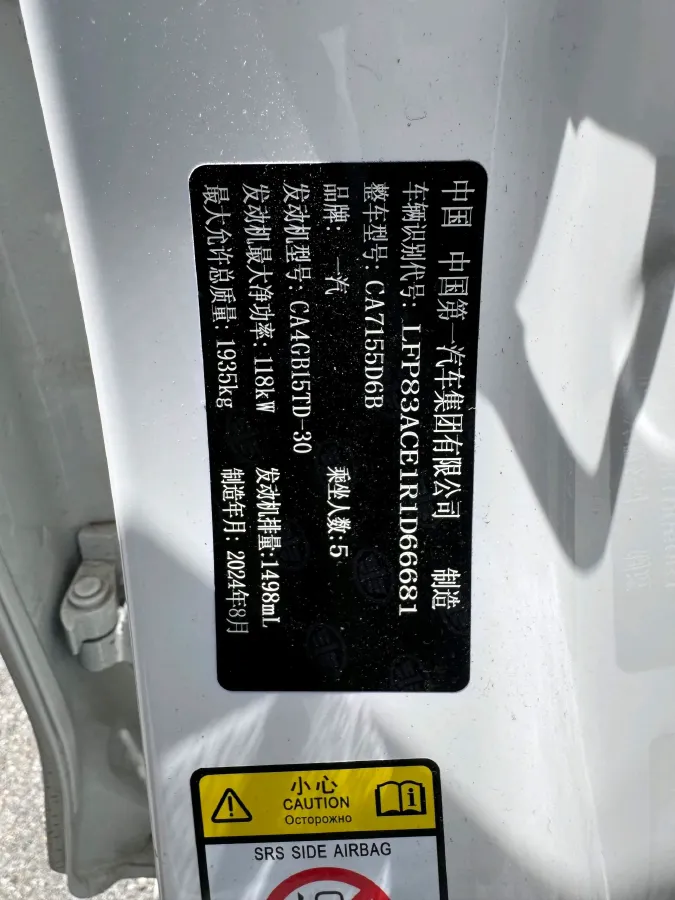 中国 中国第一汽车集团有限公司 制造
车辆识别代号: LFP83ACE1R1D66681
整车型号: CA7155D6B
品牌: 一汽 乘坐人数:5
发动机型号: CA4GB15TD-30
发动机最大净功率: 118kW 发动机排量:1498mL
最大允许总质量: 1935kg 制造年月: 2024年8月
小心
CAUTION
Осторожно
SRS SIDE AIRBAG